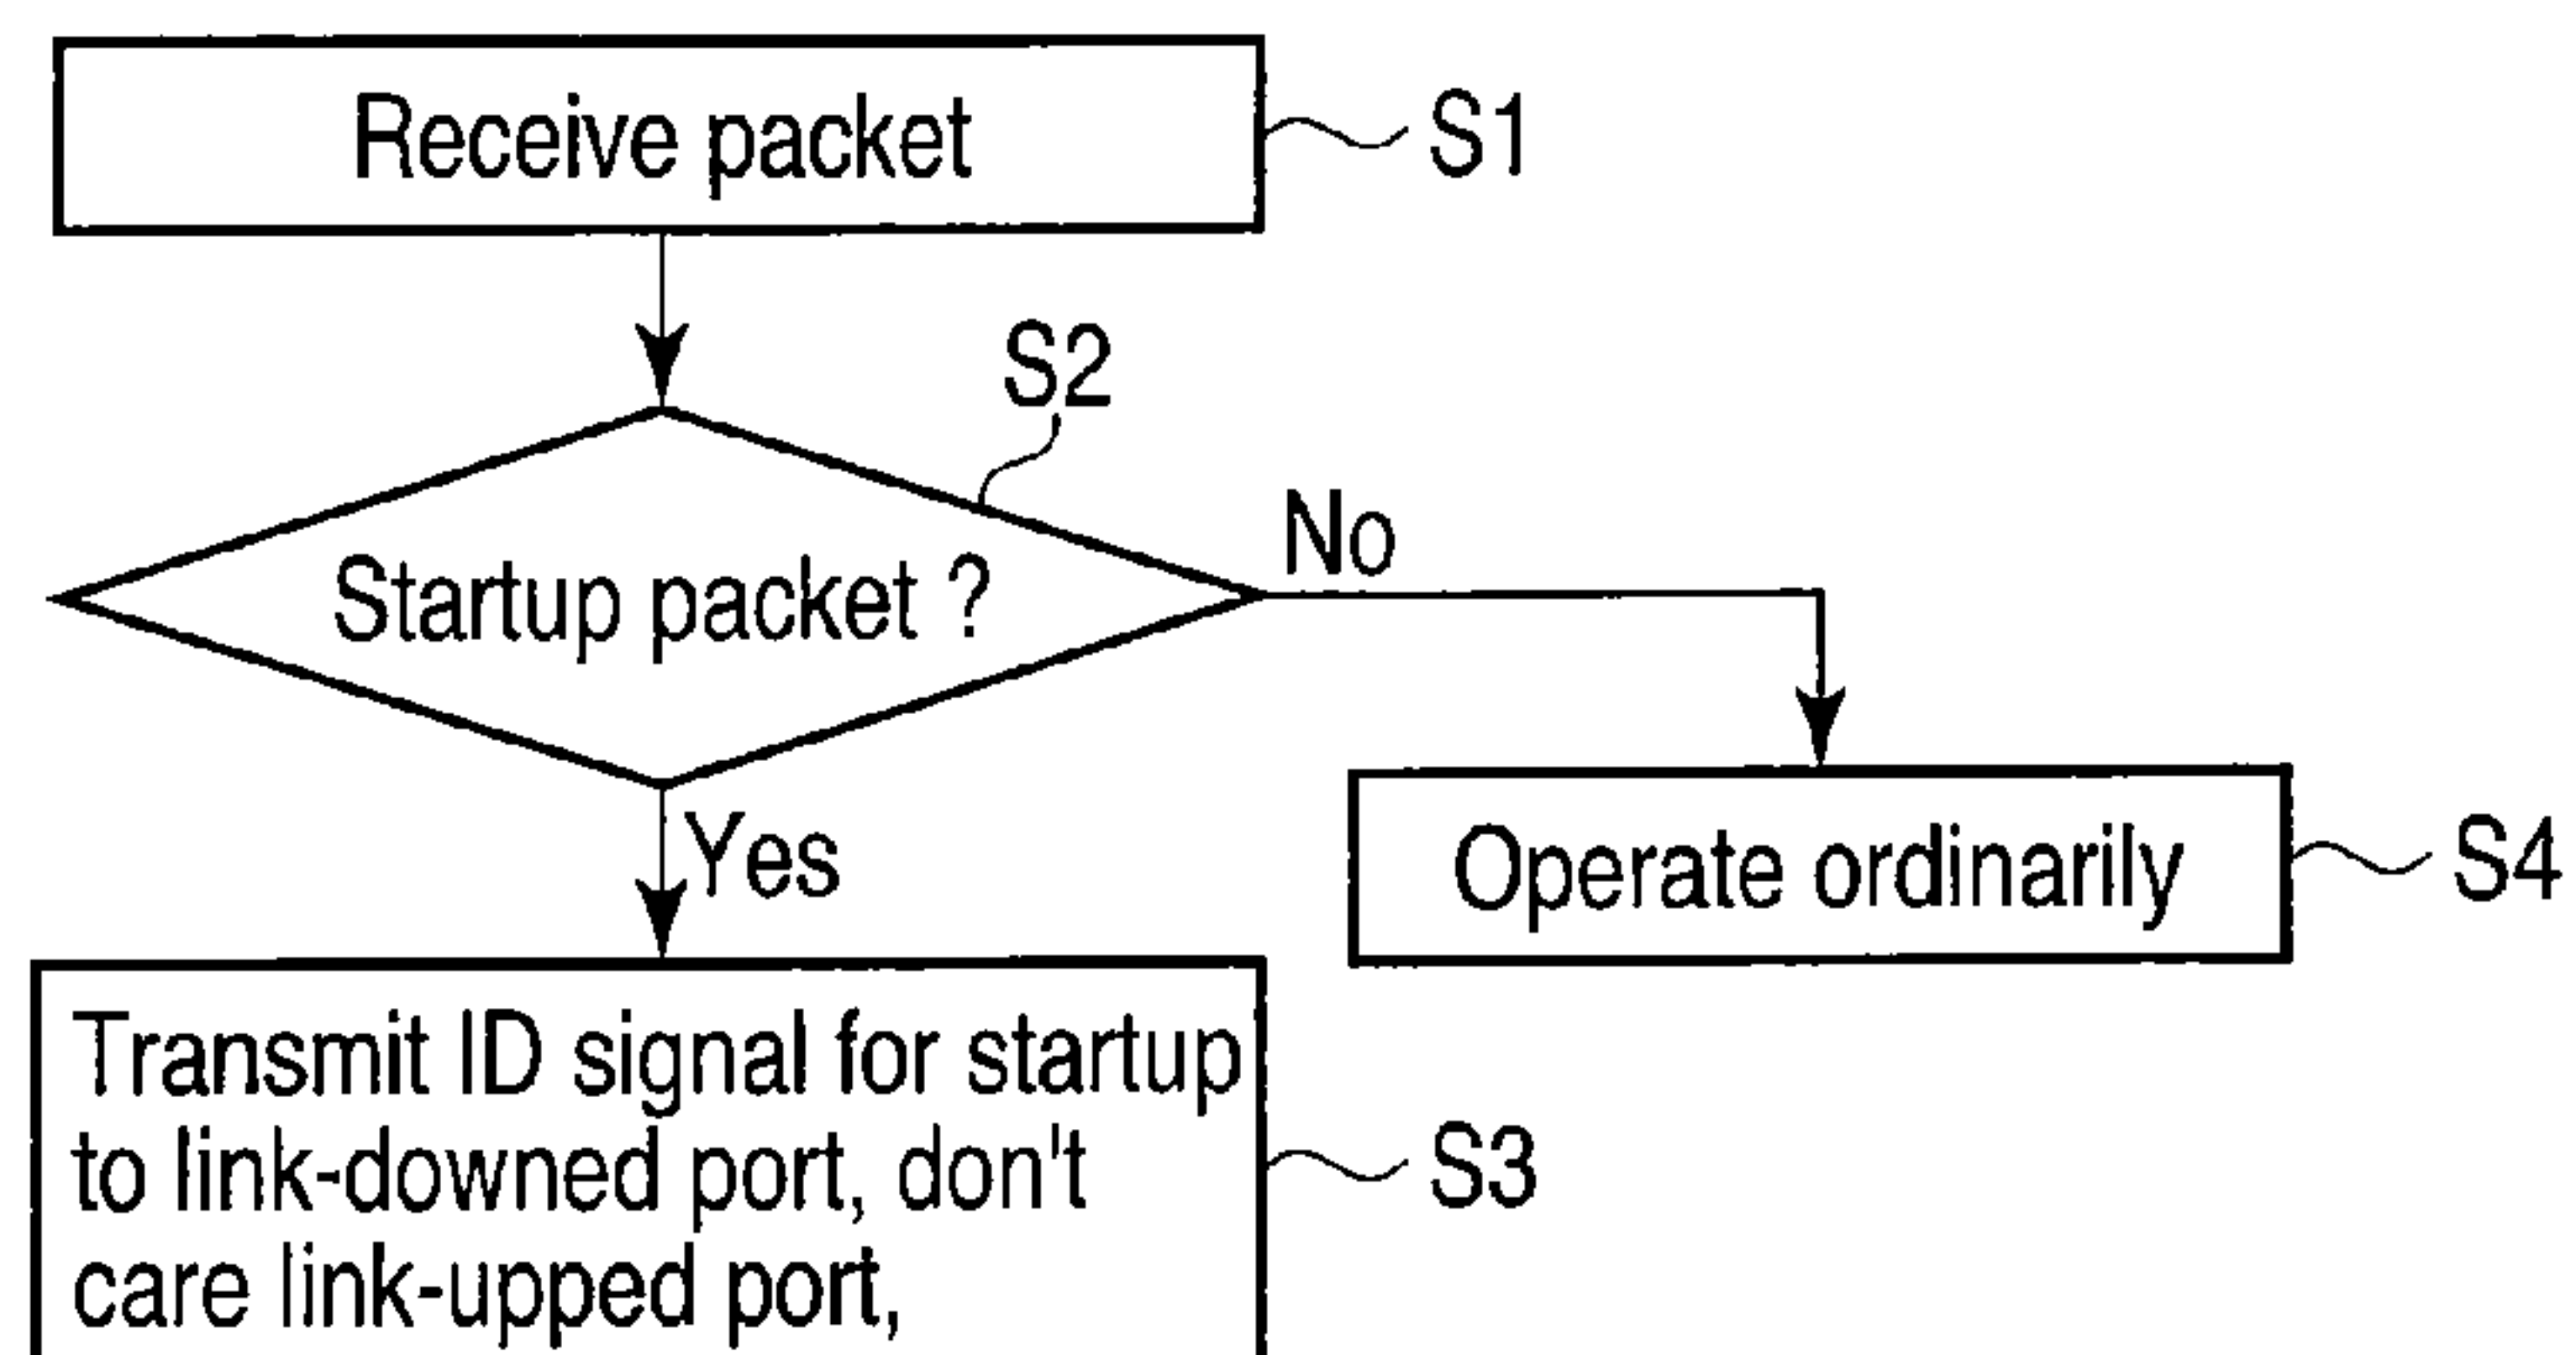 Receive packet
S1
S2
Startup packet ?
No
Yes
Operate ordinarily
S4
Transmit ID signal for startup
to link-downed port, don't
care link-upped port,
S3